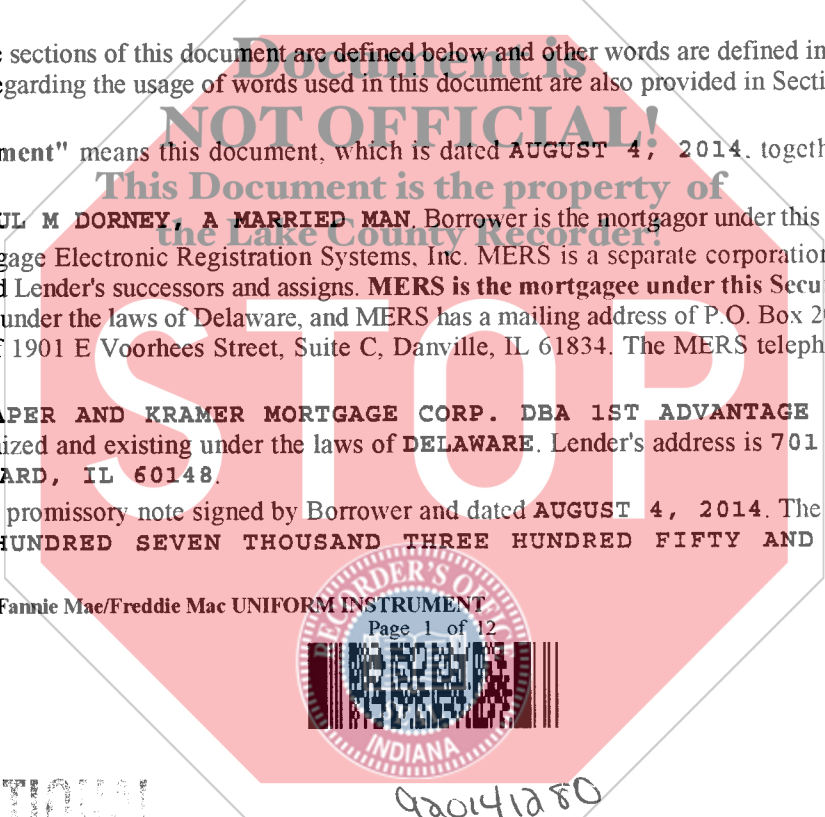 sections of this document are defined below and other words are defined in
egarding the usage of words used in this document are also provided in Secti
Document is
NOT OFFICIAL!
ment" means this document, which is dated AUGUST 4, 2014. togeth
This Document is the property of
UL M DORNEY, A MARRIED MAN. Borrower is the mortgagor under this
the Lake County Recorder!
gage Electronic Registration Systems, Inc. MERS is a separate corporation
d Lender's successors and assigns. MERS is the mortgagee under this Secu
under the laws of Delaware, and MERS has a mailing address of P.O. Box 2
f 1901 E Voorhees Street, Suite C, Danville, IL 61834. The MERS teleph
STOP
APER AND KRAMER MORTGAGE CORP. DBA 1ST ADVANTAGE
ized and existing under the laws of DELAWARE. Lender's address is 701
ARD, IL 60148.
promissory note signed by Borrower and dated AUGUST 4, 2014. The
HUNDRED SEVEN THOUSAND THREE HUNDRED FIFTY AND
RECORDER'S OFFICE
Fannie Mae/Freddie Mac UNIFORM INSTRUMENT
Page 1 of 12
INDIANA
920141280